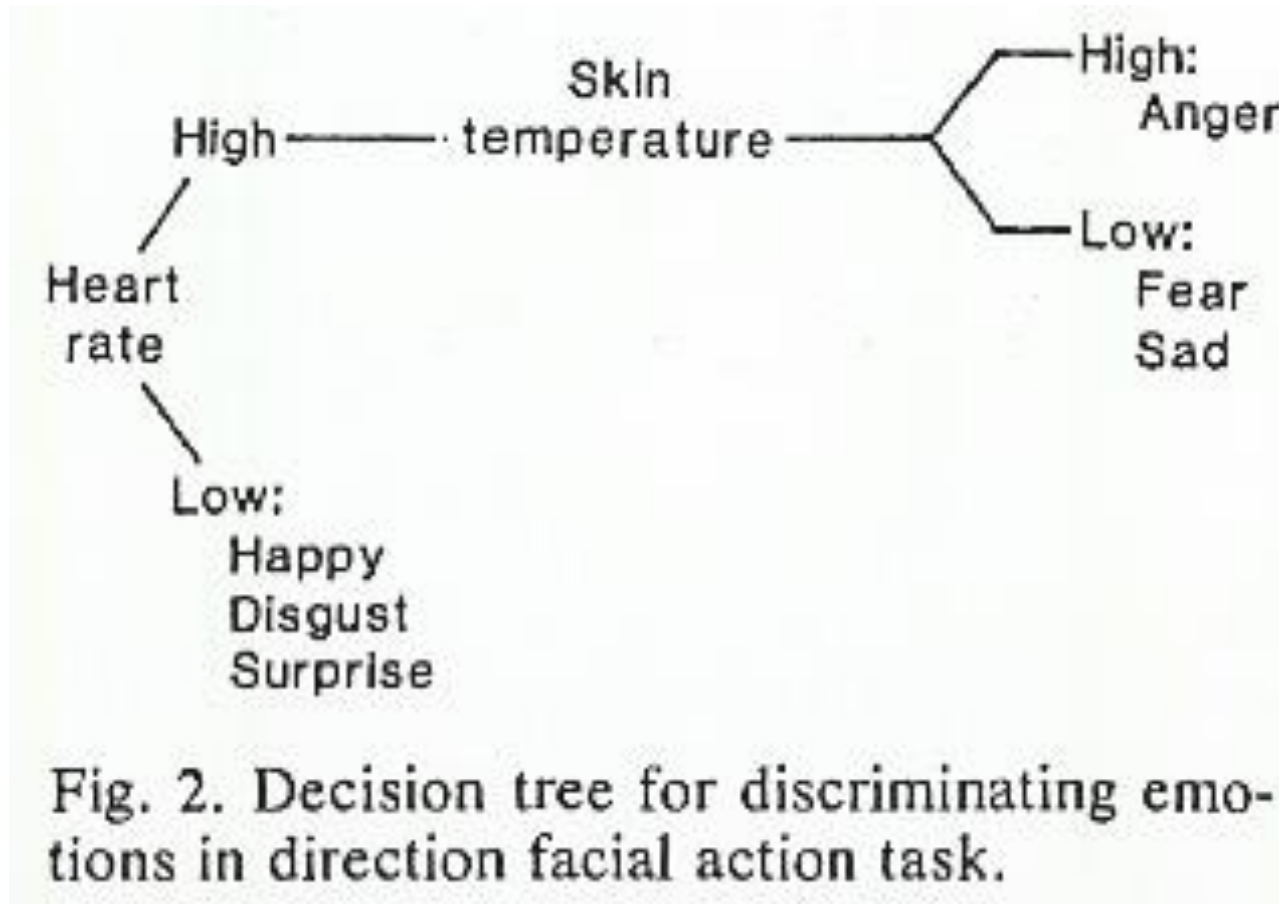 High:
Anger
Skin
High temperature
Low:
Fear
Sad
Heart
rate
Low:
Happy
Disgust
Surprise
Fig. 2. Decision tree for discriminating emo-
tions in direction facial action task.